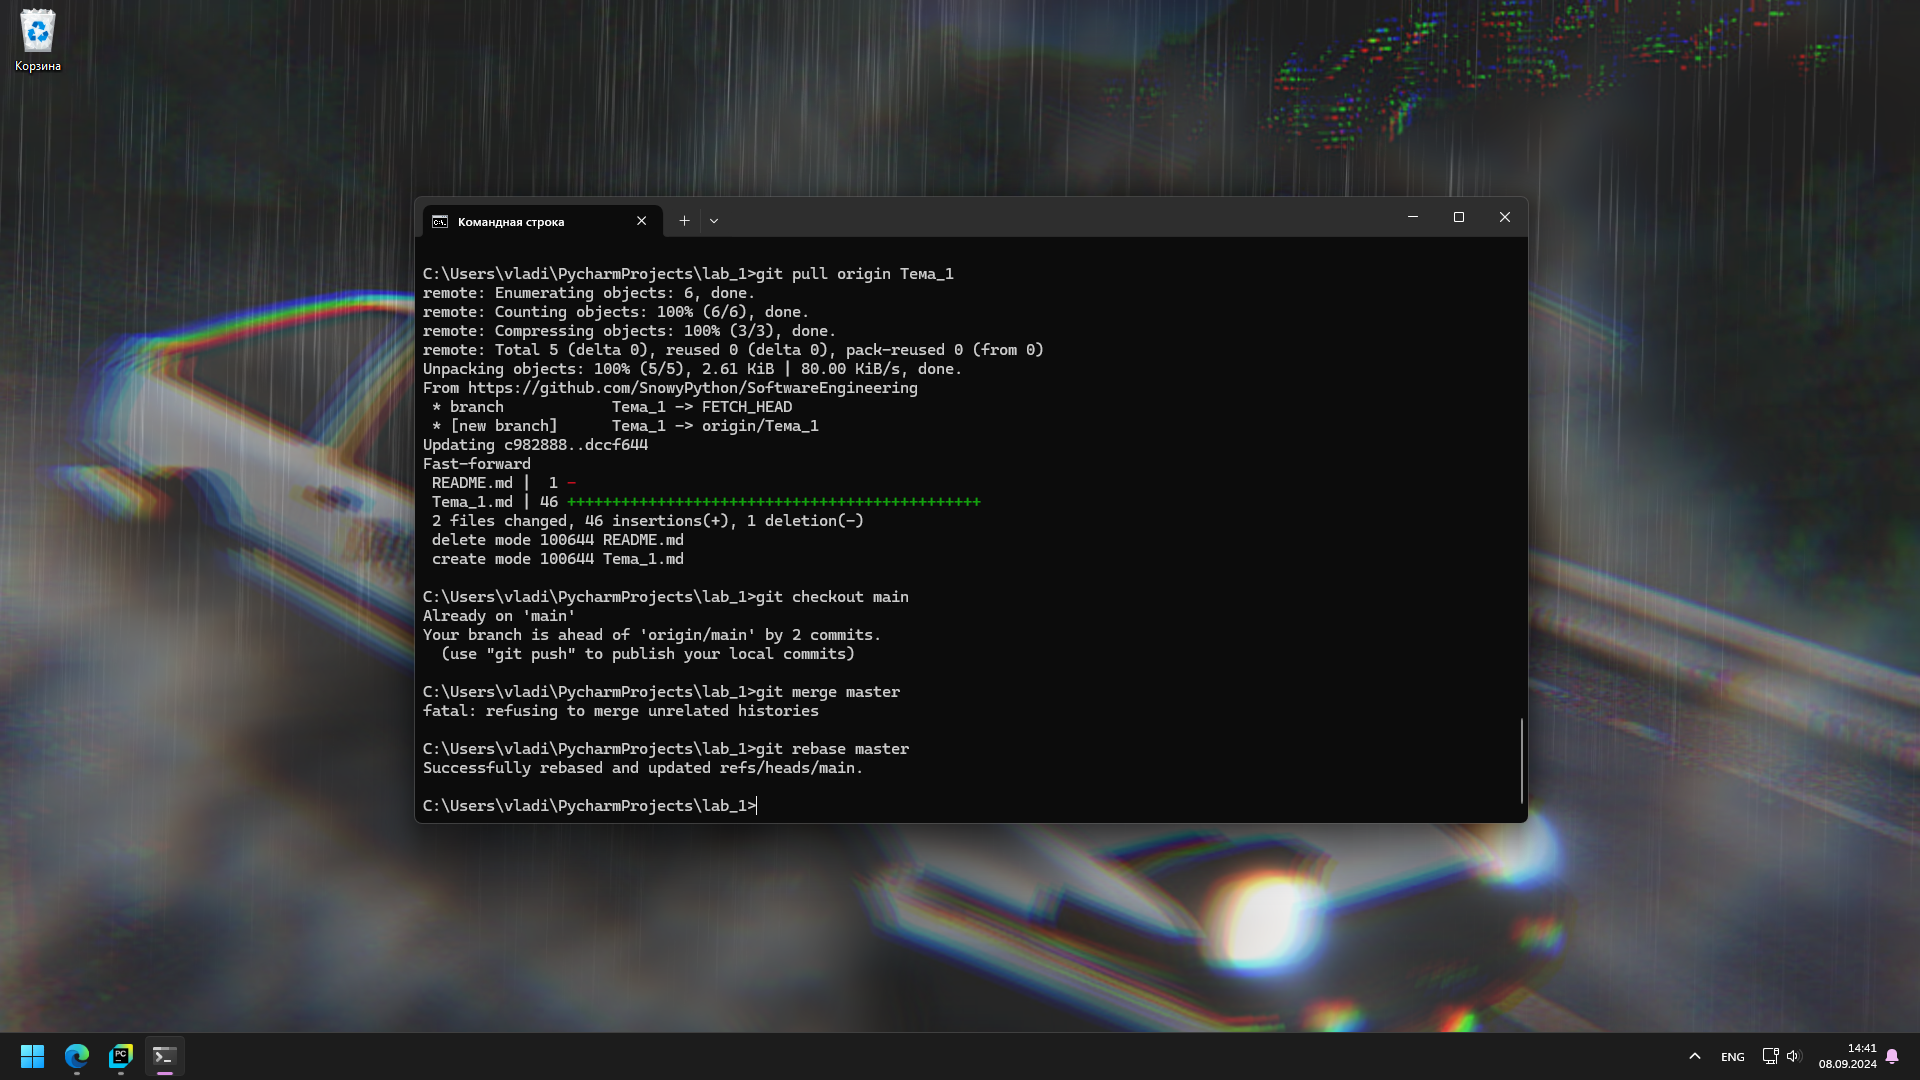 Корзина
Командная строка
C:\Users\vladi\PycharmProjects\lab_1>git pull origin Тема_1
remote: Enumerating objects: 6, done.
remote: Counting objects: 100% (6/6), done.
remote: Compressing objects: 100% (3/3), done.
remote: Total 5 (delta 0), reused 0 (delta 0), pack-reused 0 (from 0)
Unpacking objects: 100% (5/5), 2.61 KiB | 80.00 KiB/s, done.
From https://github.com/SnowyPython/SoftwareEngineering
 * branch            Тема_1 -> FETCH_HEAD
 * [new branch]      Тема_1 -> origin/Тема_1
Updating c982888..dccf644
Fast-forward
 README.md |  1 -
 Tema_1.md | 46 ++++++++++++++++++++++++++++++++++++++++++++++
 2 files changed, 46 insertions(+), 1 deletion(-)
 delete mode 100644 README.md
 create mode 100644 Tema_1.md
C:\Users\vladi\PycharmProjects\lab_1>git checkout main
Already on 'main'
Your branch is ahead of 'origin/main' by 2 commits.
  (use "git push" to publish your local commits)
C:\Users\vladi\PycharmProjects\lab_1>git merge master
fatal: refusing to merge unrelated histories
C:\Users\vladi\PycharmProjects\lab_1>git rebase master
Successfully rebased and updated refs/heads/main.
C:\Users\vladi\PycharmProjects\lab_1>
PC
ENG
14:41
08.09.2024